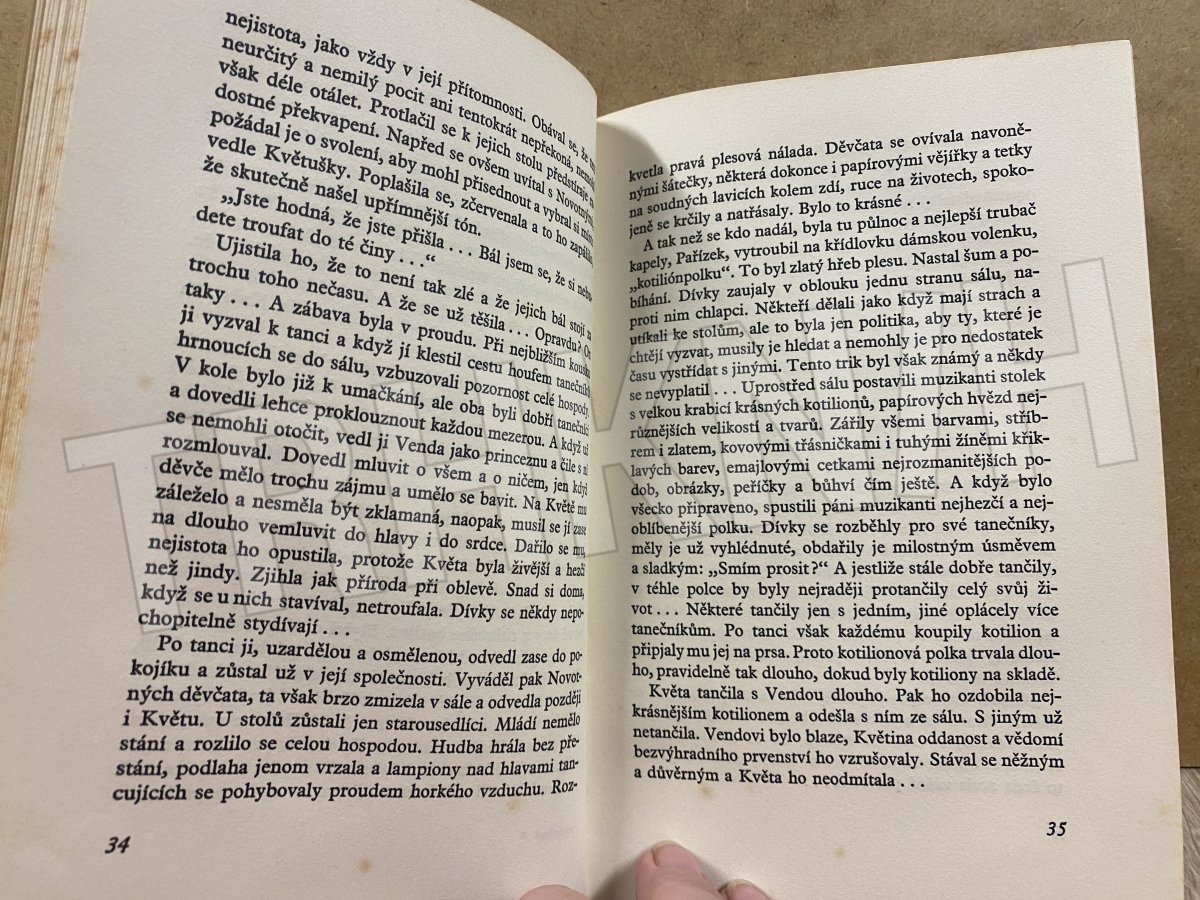 nejistota, jako vždy v její přítomnosti. Obával se, že
neurčitý a nemilý pocit ani tentokrát nepřekoná,
však déle otálet. Protlačil se k jejich stolu předstíraje
dostné překvapení. Napřed se ovšem uvítal s Novotnými,
požádal je o svolení, aby mohl přisednout a vybral si místo
vedle Květušky. Poplašila se, zčervenala a to ho zapálilo,
že skutečně našel upřímnější tón.
„Jste hodná, že jste přišla . . . Bál jsem se, že si nebu-
dete troufat do té činy . . .“
Ujistila ho, že to není tak zlé a že jejich bál stojí za
trochu toho nečasu. A že se už těšila . . . Opravdu? On
taky . . . A zábava byla v proudu. Při nejbližším kousku
ji vyzval k tanci a když jí klestil cestu houfem tanečníků
hrnoucích se do sálu, vzbuzovali pozornost celé hospody.
V kole bylo již k umačkání, ale oba byli dobří tanečníci
a dovedli lehce proklouznout každou mezerou. A když už
se nemohli otočit, vedl ji Venda jako princeznu a čile s ní
rozmlouval. Dovedl mluvit o všem a o ničem, jen když
děvče mělo trochu zájmu a umělo se bavit. Na Květě mu
záleželo a nesměla být zklamaná, naopak, musil se jí zase
na dlouho vemluvit do hlavy i do srdce. Dařilo se mu,
nejistota ho opustila, protože Květa byla živější a hezčí
než jindy. Zjihla jak příroda při oblevě. Snad si doma,
když se u nich stavíval, netroufala. Dívky se někdy nepo-
chopitelně stydívají . . .
Po tanci ji, uzardělou a osmělenou, odvedl zase do po-
kojíku a zůstal už v její společnosti. Vyváděl pak Novot-
ných děvčata, ta však brzo zmizela v sále a odvedla později
i Květu. U stolů zůstali jen starousedlíci. Mládí nemělo
stání a rozlilo se celou hospodou. Hudba hrála bez pře-
stání, podlaha jenom vrzala a lampiony nad hlavami tan-
cujících se pohybovaly proudem horkého vzduchu. Roz-
34
kvetla pravá plesová nálada. Děvčata se ovívala navoně-
nými šátečky, některá dokonce i papírovými vějířky a tetky
na soudných lavicích kolem zdí, ruce na životech, spoko-
jeně se krčily a natřásaly. Bylo to krásné . . .
A tak než se kdo nadál, byla tu půlnoc a nejlepší trubač
kapely, Pařízek, vytroubil na křídlovku dámskou volenku,
„kotiliónpolku“. To byl zlatý hřeb plesu. Nastal šum a po-
bíhání. Dívky zaujaly v oblouku jednu stranu sálu, na-
proti nim chlapci. Někteří dělali jako když mají strach a
utíkali ke stolům, ale to byla jen politika, aby ty, které je
chtějí vyzvat, musily je hledat a nemohly je pro nedostatek
času vystřídat s jinými. Tento trik byl však známý a někdy
se nevyplatil . . . Uprostřed sálu postavili muzikanti stolek
s velkou krabicí krásných kotilionů, papírových hvězd nej-
různějších velikostí a tvarů. Zářily všemi barvami, stříb-
rem i zlatem, kovovými třásničkami i tuhými žíněmi křik-
lavých barev, emajlovými cetkami nejrozmanitějších po-
dob, obrázky, peříčky a bůhví čím ještě. A když bylo
všecko připraveno, spustili páni muzikanti nejhezčí a nej-
oblíbenější polku. Dívky se rozběhly pro své tanečníky,
měly je už vyhlédnuté, obdařily je milostným úsměvem
a sladkým: „Smím prosit?“ A jestliže stále dobře tančily,
v téhle polce by byly nejraději protančily celý svůj ži-
vot . . . Některé tančily jen s jedním, jiné oplácely více
tanečníkům. Po tanci však každému koupily kotilion a
připjaly mu jej na prsa. Proto kotilionová polka trvala dlou-
ho, pravidelně tak dlouho, dokud byly kotiliony na skladě.
Květa tančila s Vendou dlouho. Pak ho ozdobila nej-
krásnějším kotilionem a odešla s ním ze sálu. S jiným už
netančila. Vendovi bylo blaze, Květina oddanost a vědomí
bezvýhradního prvenství ho vzrušovaly. Stával se něžným
a důvěrným a Květa ho neodmítala . . .
35